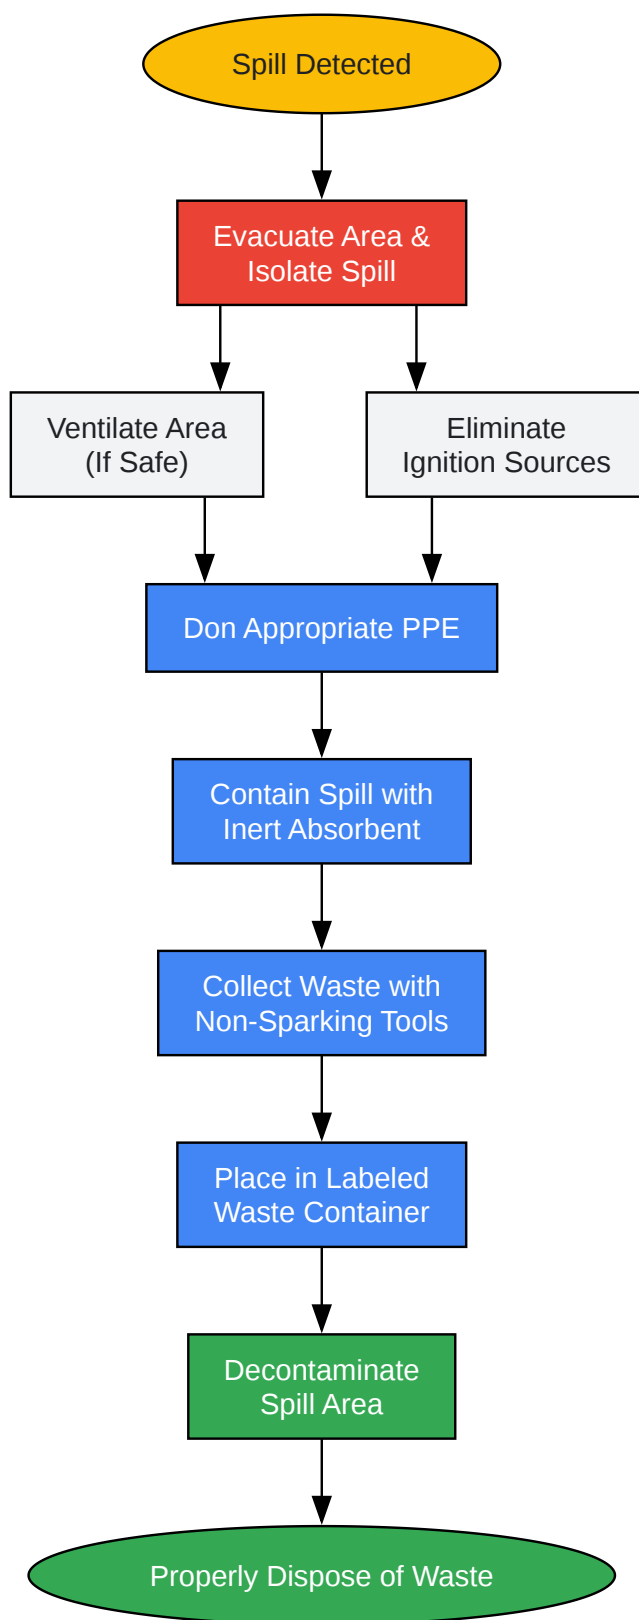 Spill Detected
Evacuate Area &
Isolate Spill
Ventilate Area
(If Safe)
Eliminate
Ignition Sources
Don Appropriate PPE
Contain Spill with
Inert Absorbent
Collect Waste with
Non-Sparking Tools
Place in Labeled
Waste Container
Decontaminate
Spill Area
Properly Dispose of Waste